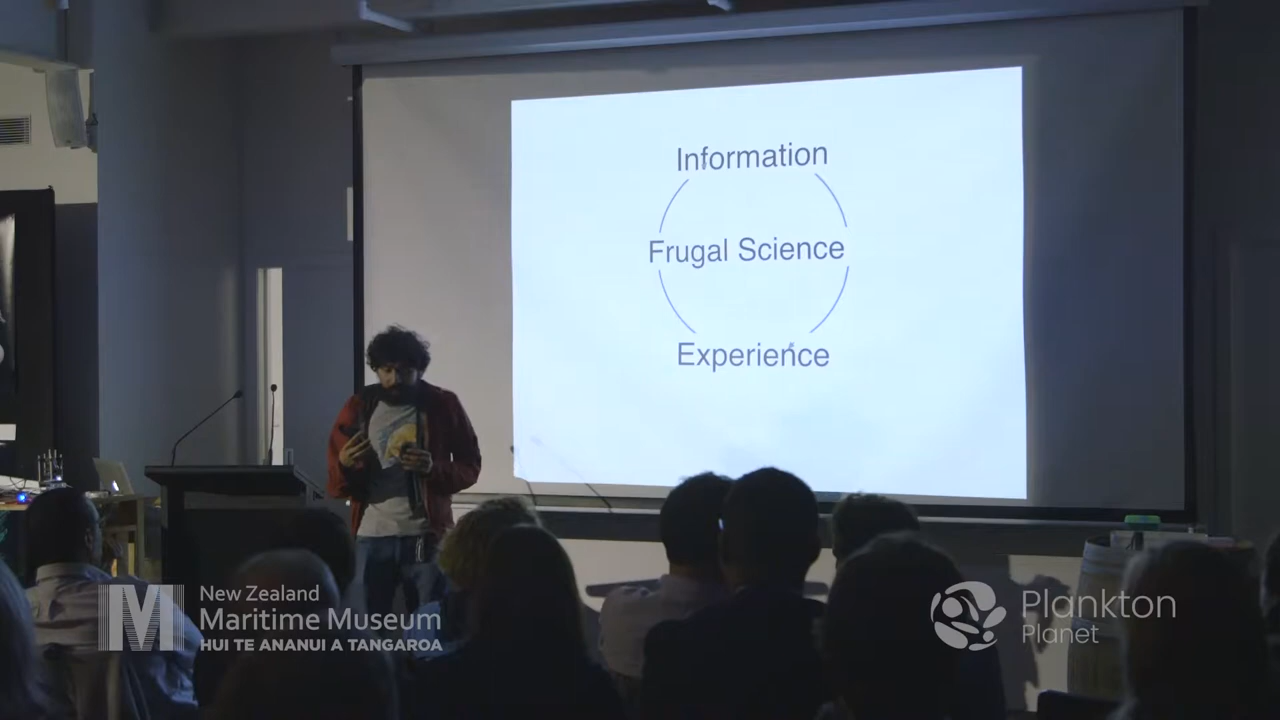 Information
Frugal Science
Experience
New Zealand
Maritime Museum
HUI TE ANANUI A TANGAROA
Plankton
Planet